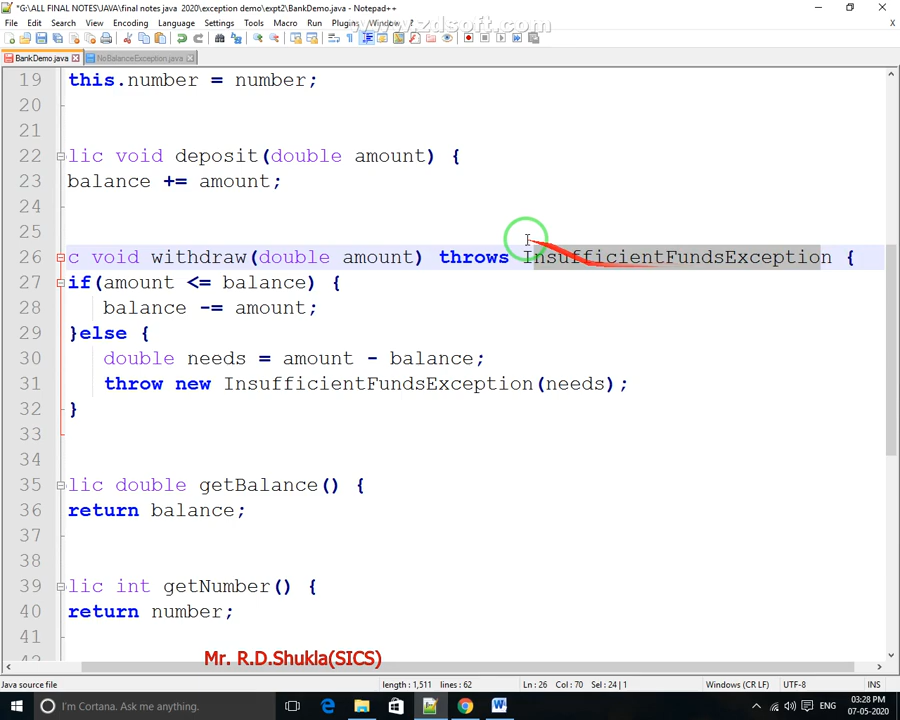 *G:\ALL FINAL NOTES\JAVA\final notes java 2020\exception demo\expt2\BankDemo.java - Notepad++
File Edit Search View Encoding Language Settings Tools Macro Run Plugins Window ?
www.zdsoft.com
BankDemo.java NoBalanceException.java
19 this.number = number;
20
21
22 lic void deposit(double amount) {
23 balance += amount;
24
25
26 c void withdraw(double amount) throws InsufficientFundsException {
27 if(amount <= balance) {
28 balance -= amount;
29 }else {
30 double needs = amount - balance;
31 throw new InsufficientFundsException(needs);
32 }
33
34
35 lic double getBalance() {
36 return balance;
37
38
39 lic int getNumber() {
40 return number;
41
Mr. R.D.Shukla(SICS)
Java source file length : 1,511 lines : 62 Ln : 26 Col : 70 Sel : 24 | 1 Windows (CR LF) UTF-8 INS
I'm Cortana. Ask me anything. ENG 03:28 PM
07-05-2020